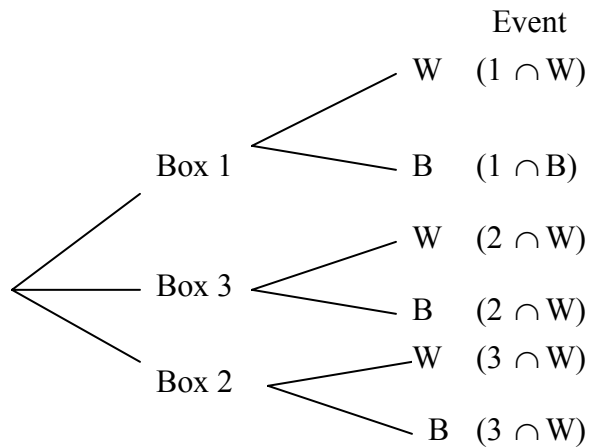 Event
W (1 ∩ W)
Box 1
B (1 ∩ B)
W (2 ∩ W)
Box 3
B (2 ∩ W)
W (3 ∩ W)
Box 2
B (3 ∩ W)